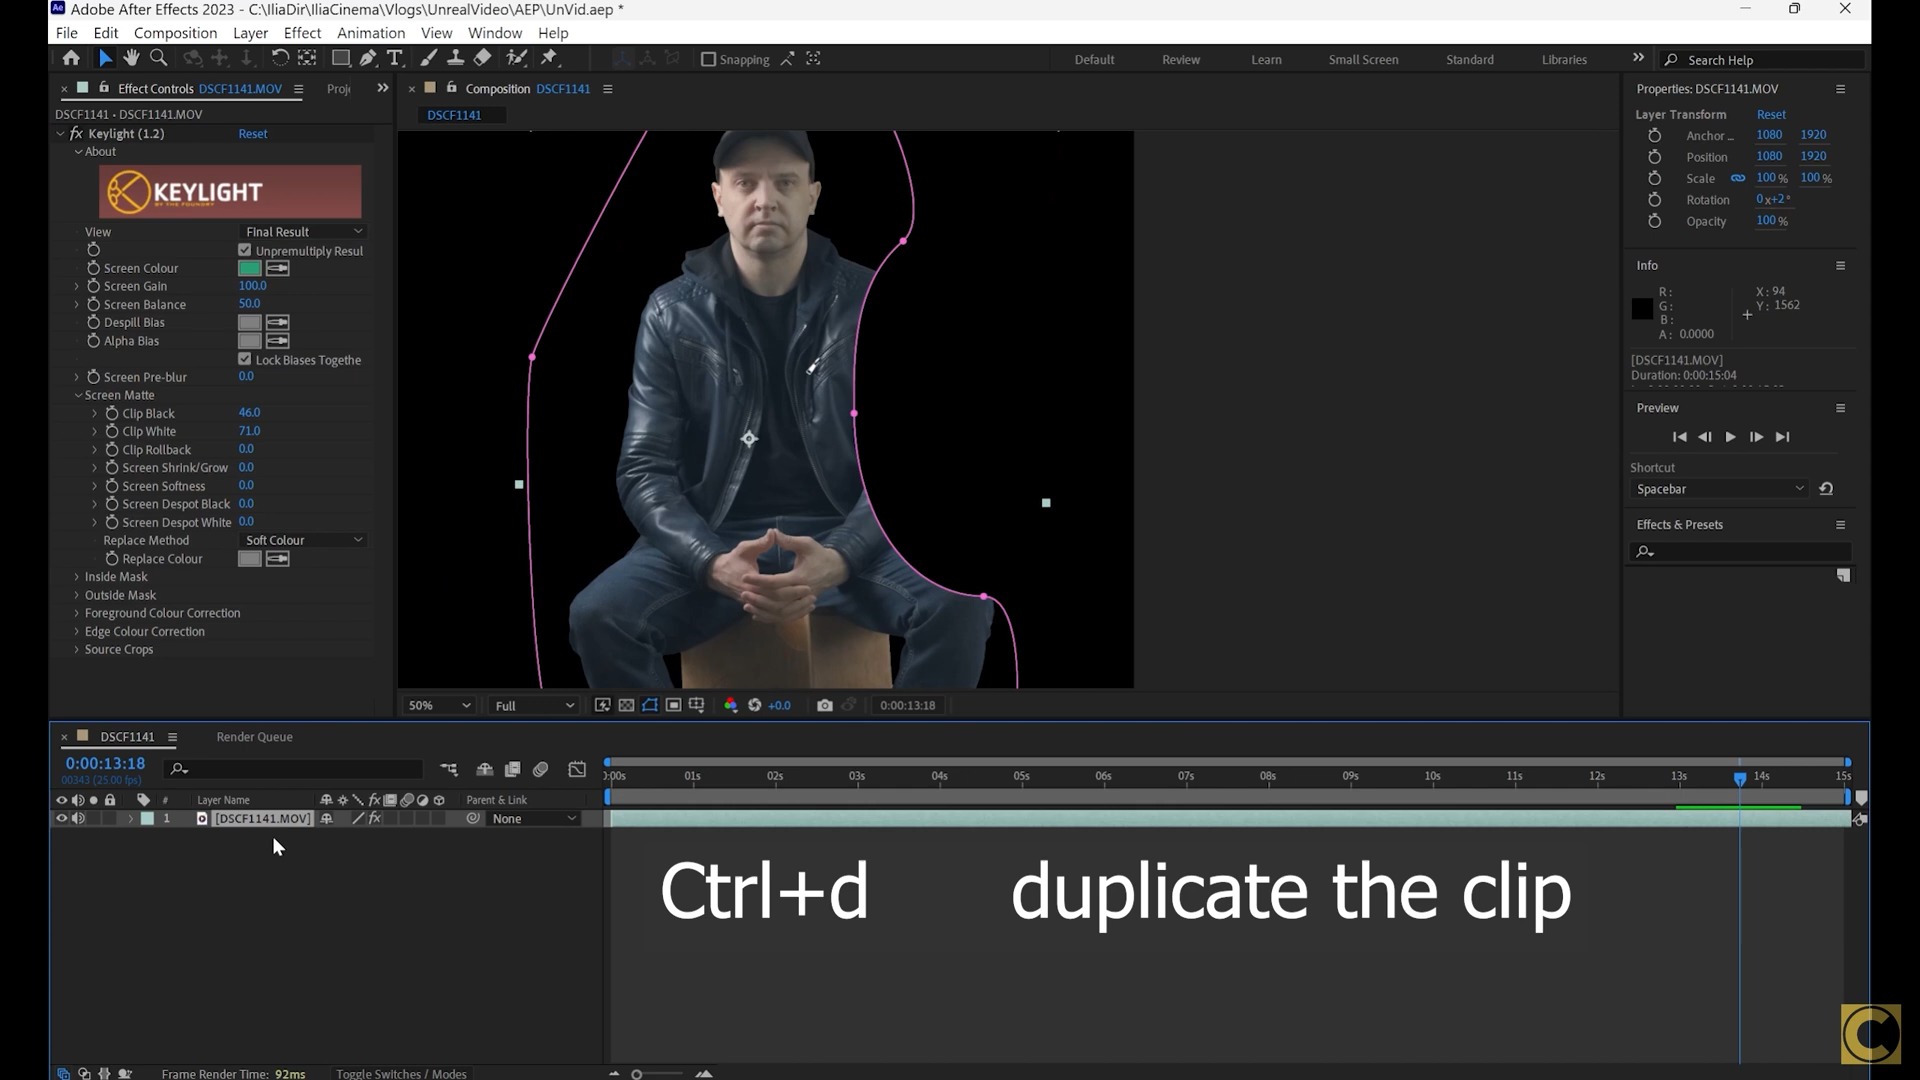 Adobe After Effects 2023 - C:\IliaDir\IliaCinema\Vlogs\UnrealVideo\AEP\UnVid.aep *
File Edit Composition Layer Effect Animation View Window Help
Snapping Default Review Learn Small Screen Standard Libraries Search Help
Effect Controls DSCF1141.MOV
Composition DSCF1141
Properties: DSCF1141.MOV
DSCF1141 • DSCF1141.MOV
DSCF1141
Keylight (1.2) Reset
About
KEYLIGHT
BY THE FOUNDRY
View Final Result
Unpremultiply Resul
Screen Colour
Screen Gain 100.0
Screen Balance 50.0
Despill Bias
Alpha Bias
Lock Biases Togethe
Screen Pre-blur 0.0
Screen Matte
Clip Black 46.0
Clip White 71.0
Clip Rollback 0.0
Screen Shrink/Grow 0.0
Screen Softness 0.0
Screen Despot Black 0.0
Screen Despot White 0.0
Replace Method Soft Colour
Replace Colour
Inside Mask
Outside Mask
Foreground Colour Correction
Edge Colour Correction
Source Crops
50% Full +0.0 0:00:13:18
Layer Transform Reset
Anchor ... 1080 1920
Position 1080 1920
Scale 100 % 100 %
Rotation 0x+2°
Opacity 100 %
Info
R: X: 94
G: Y: 1562
B:
A: 0.0000
[DSCF1141.MOV]
Duration: 0:00:15:04
Preview
Shortcut
Spacebar
Effects & Presets
DSCF1141 Render Queue
0:00:13:18
00343 (25.00 fps)
:00s 01s 02s 03s 04s 05s 06s 07s 08s 09s 10s 11s 12s 13s 14s 15s
# Layer Name Parent & Link
1 [DSCF1141.MOV] None
Ctrl+d duplicate the clip
Frame Render Time: 92ms Toggle Switches / Modes